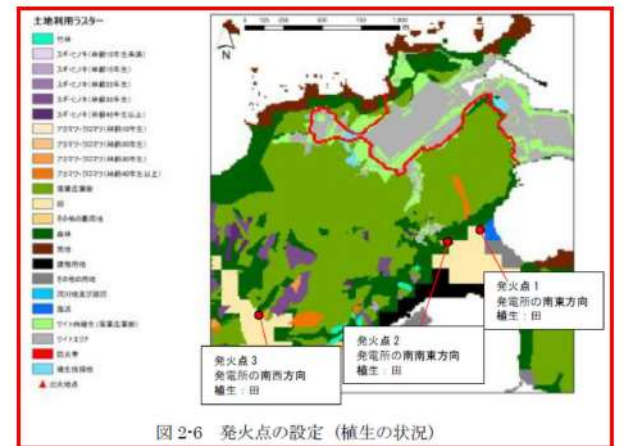 土地利用ラスター
竹林
スギ・ヒノキ(林齢10年生未満)
スギ・ヒノキ(林齢10年生)
スギ・ヒノキ(林齢20年生)
スギ・ヒノキ(林齢30年生)
スギ・ヒノキ(林齢40年生以上)
アカマツ・クロマツ(林齢10年生)
アカマツ・クロマツ(林齢20年生)
アカマツ・クロマツ(林齢30年生)
アカマツ・クロマツ(林齢40年生以上)
落葉広葉樹
田
その他の農用地
森林
荒地
建物用地
その他の用地
河川地及び湖沼
海浜
サイト内植生(落葉広葉樹)
サイトエリア
防火帯
出火地点
N
発火点1
発電所の南東方向
植生：田
発火点2
発電所の南南東方向
植生：田
発火点3
発電所の南西方向
植生：田
図 2-6 発火点の設定（植生の状況）